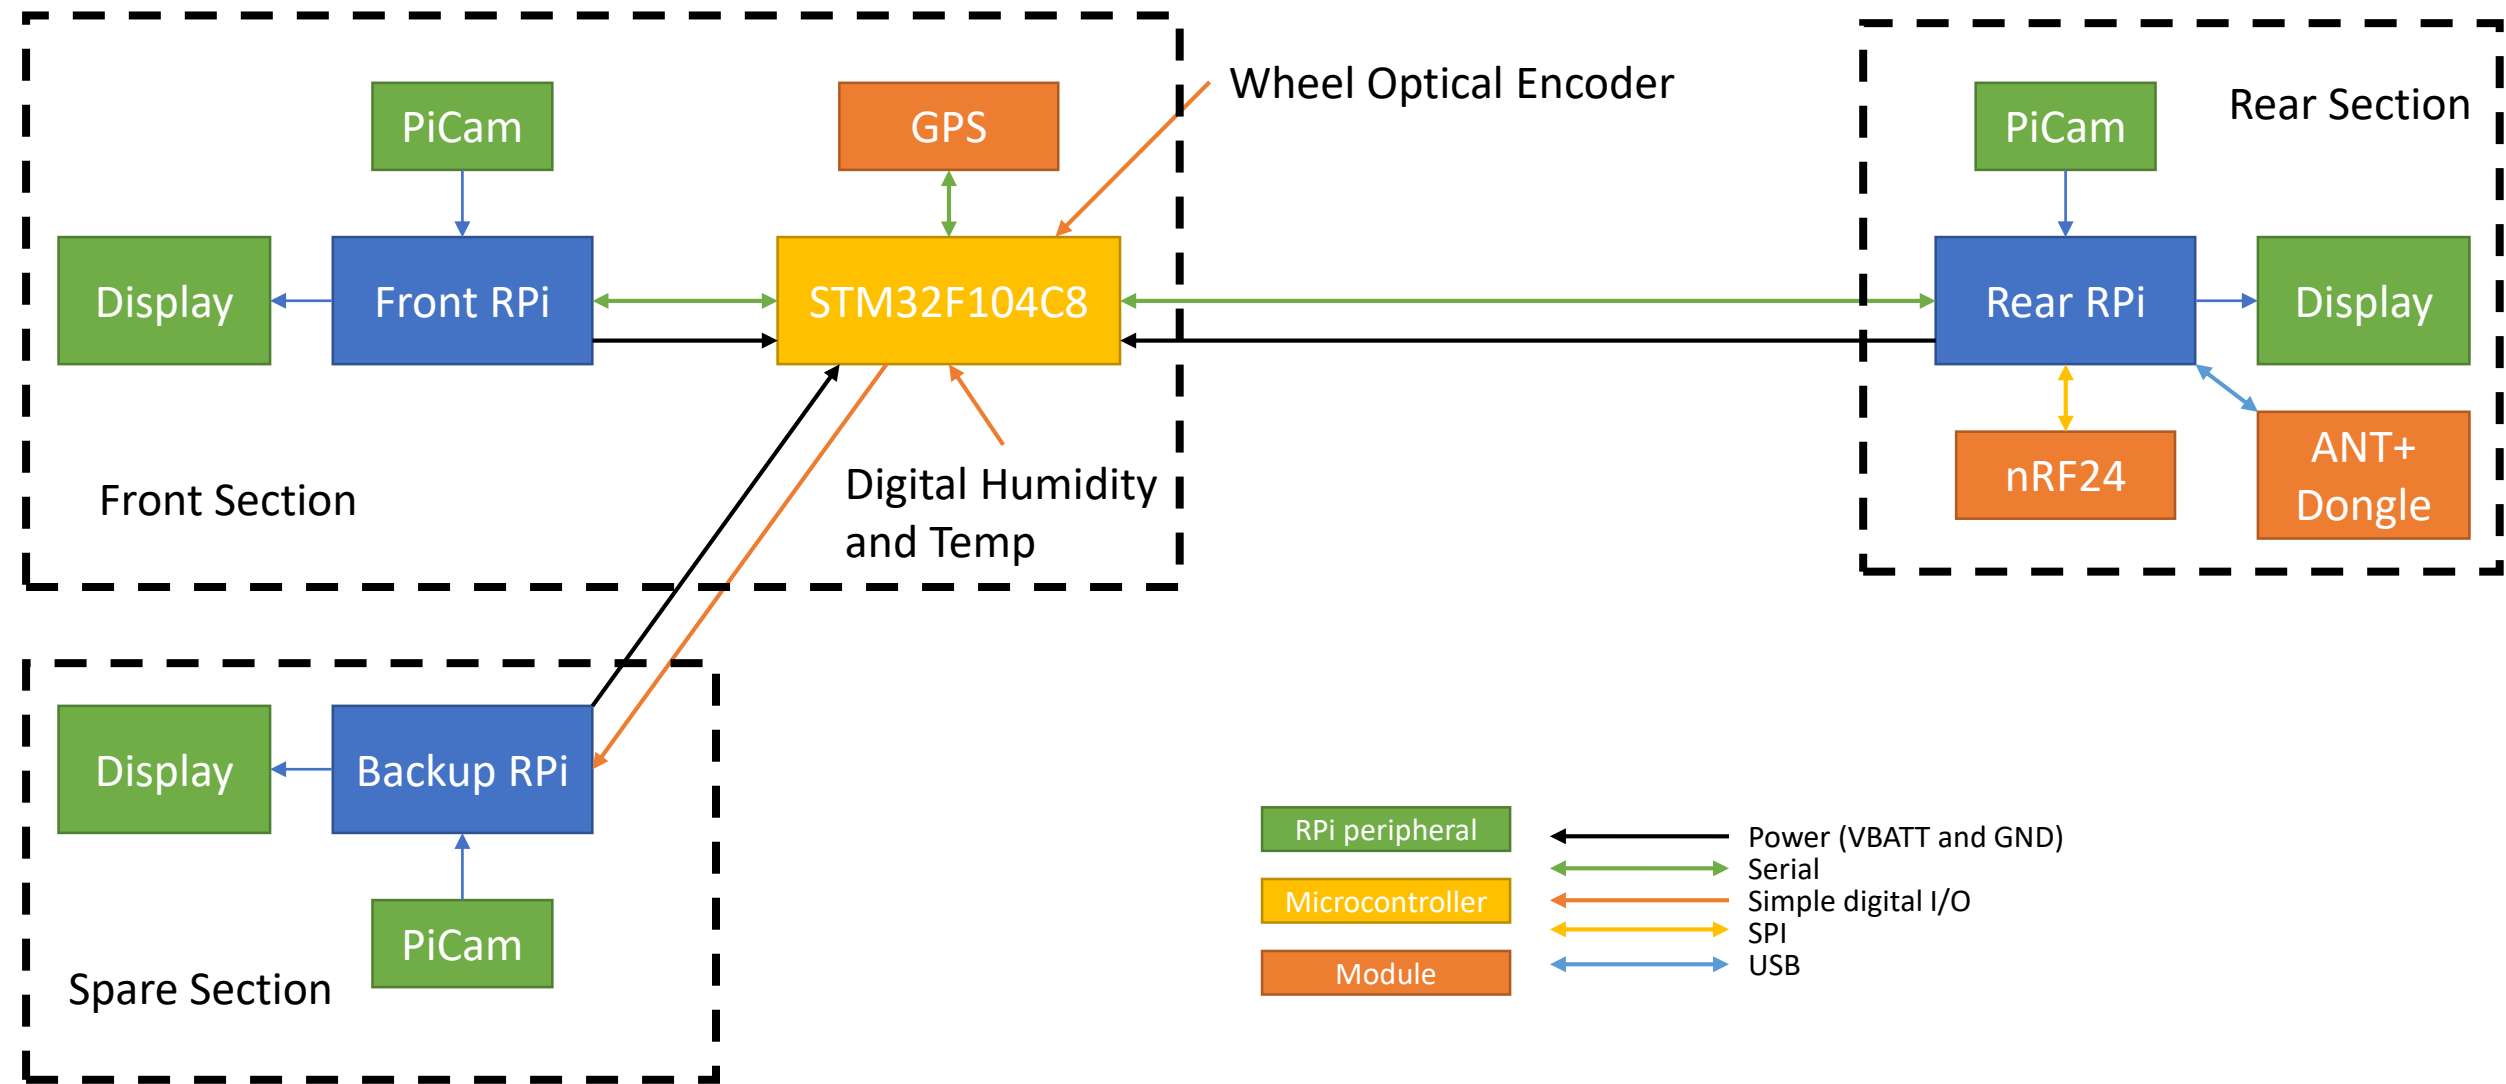 Wheel Optical Encoder
Rear Section
PiCam
GPS
PiCam
Display
Front RPi
STM32F104C8
Rear RPi
Display
Front Section
Digital Humidity
and Temp
nRF24
ANT+
Dongle
Display
Backup RPi
PiCam
Spare Section
RPi peripheral
Microcontroller
Module
Power (VBATT and GND)
Serial
Simple digital I/O
SPI
USB